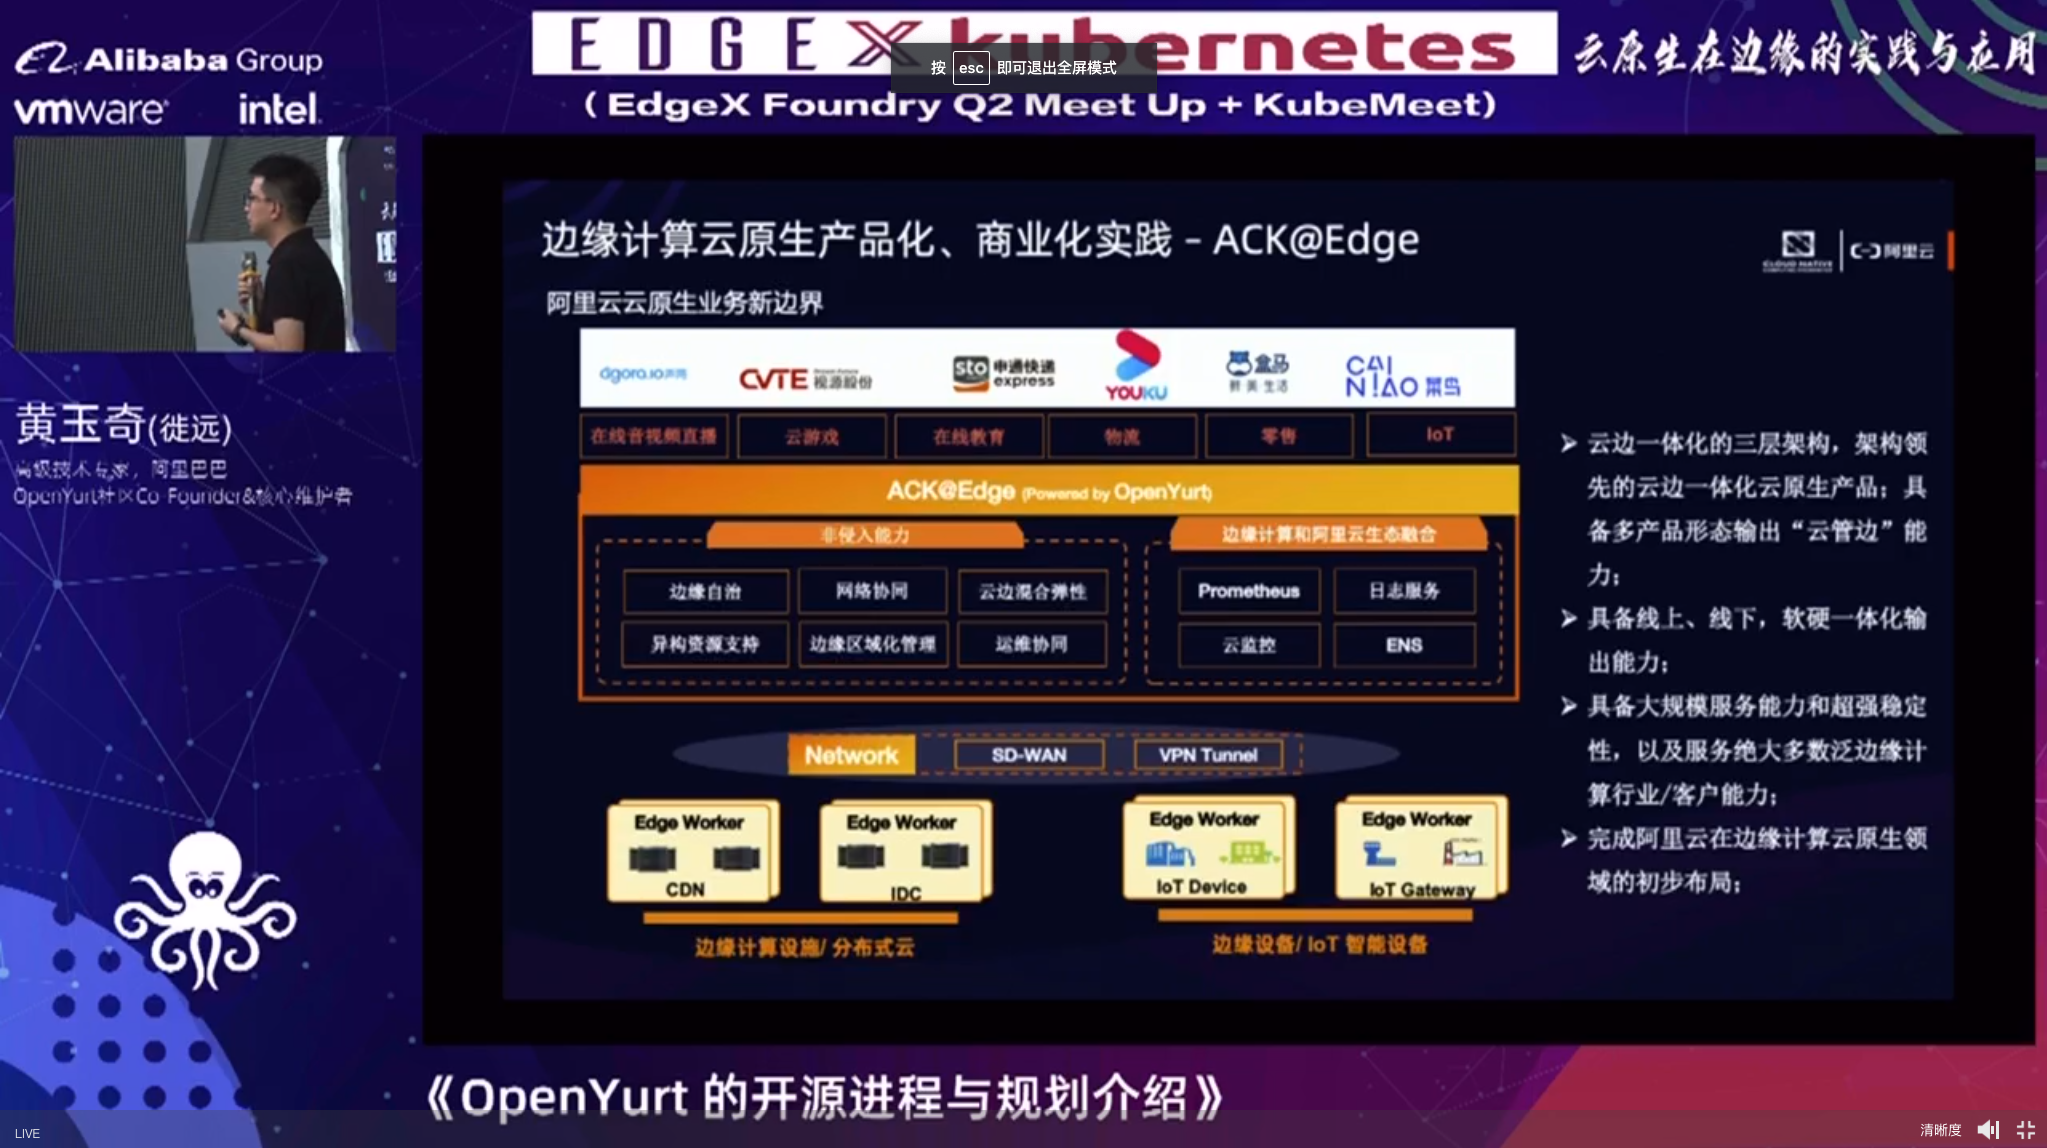 Alibaba Group
vmware
intel.
EDGE X kubernetes
云原生在边缘的实践与应用
按 esc 即可退出全屏模式
( EdgeX Foundry Q2 Meet Up + KubeMeet)
黄玉奇(徙远)
高级技术专家，阿里巴巴
OpenYurt社区Co-Founder&核心维护者
边缘计算云原生产品化、商业化实践 – ACK@Edge
CLOUD NATIVE
阿里云
阿里云云原生业务新边界
agora.io 声网
CVTE 视源股份
sto express 申通快递
YOUKU
盒马
鲜·美·生活
CAI NIAO 菜鸟
在线音视频直播 云游戏 在线教育 物流 零售 IoT
ACK@Edge (Powered by OpenYurt)
非侵入能力
边缘自治 网络协同 云边混合弹性
异构资源支持 边缘区域化管理 运维协同
边缘计算和阿里云生态融合
Prometheus 日志服务
云监控 ENS
Network SD-WAN VPN Tunnel
Edge Worker
CDN
Edge Worker
IDC
Edge Worker
IoT Device
Edge Worker
IoT Gateway
边缘计算设施/ 分布式云
边缘设备/ IoT 智能设备
➤ 云边一体化的三层架构，架构领
先的云边一体化云原生产品；具
备多产品形态输出“云管边”能
力；
➤ 具备线上、线下，软硬一体化输
出能力；
➤ 具备大规模服务能力和超强稳定
性，以及服务绝大多数泛边缘计
算行业/客户能力；
➤ 完成阿里云在边缘计算云原生领
域的初步布局；
《OpenYurt 的开源进程与规划介绍》
LIVE
清晰度